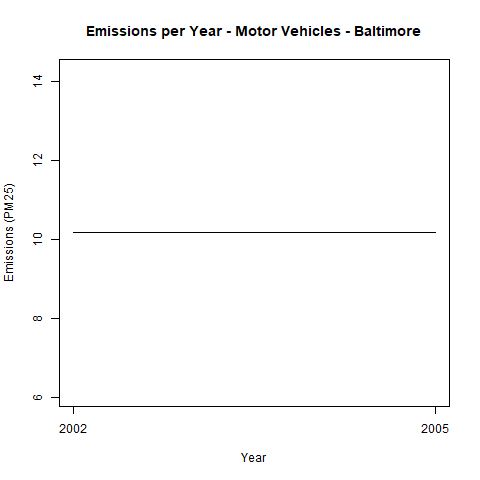 Emissions per Year - Motor Vehicles - Baltimore
Emissions (PM25)
14
12
10
8
6
2002
2005
Year